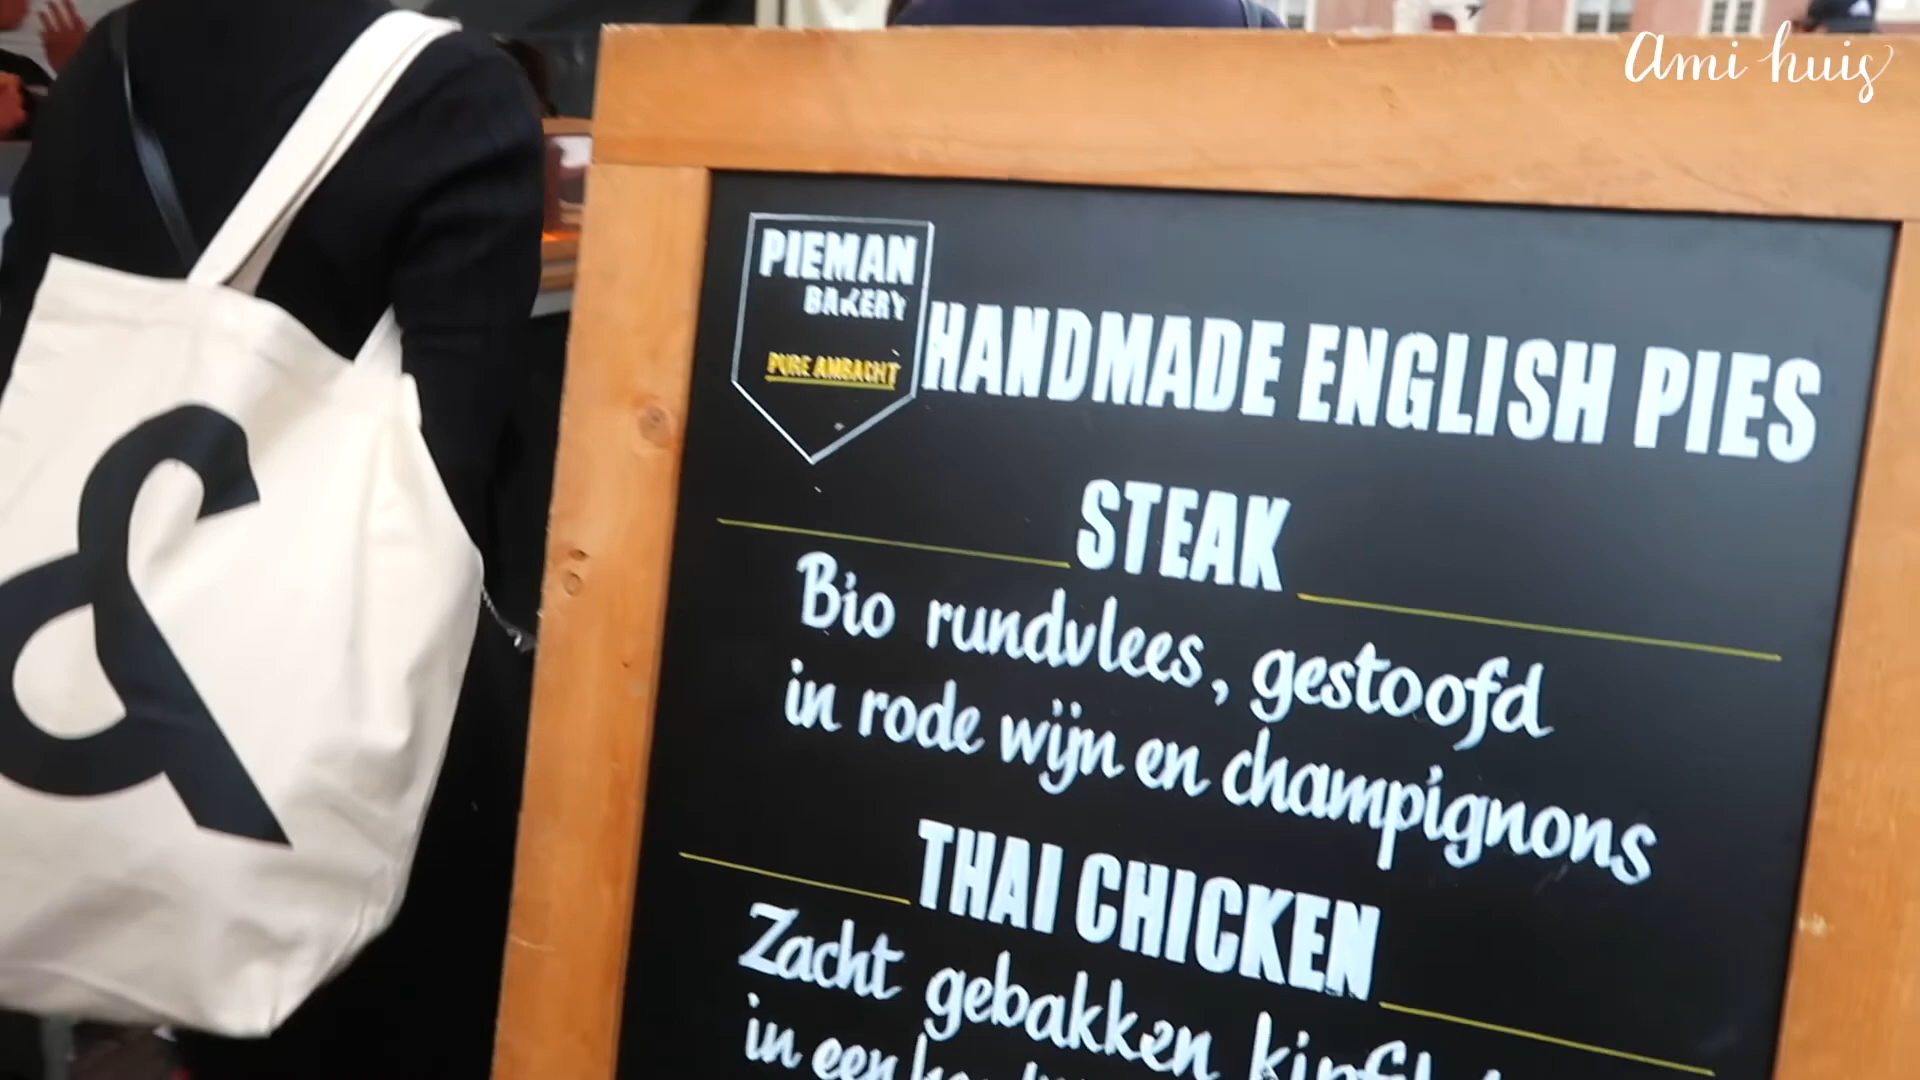 ami huis
&
PIEMAN
BAKERY
PURE AMBACHT
HANDMADE ENGLISH PIES
STEAK
Bio rundvlees, gestoofd
in rode wijn en champignons
THAI CHICKEN
Zacht gebakken
in een